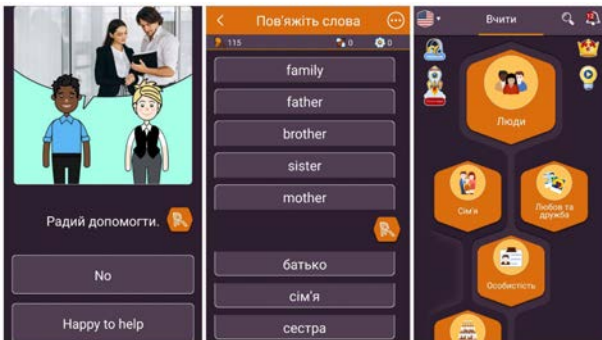 Радий допомоги.
No
Happy to help
Пов'яжіть слова
115
0
0
family
father
brother
sister
mother
батько
сім'я
сестра
Вчити
Люди
Сім'я
Любов та
дружба
Особистість